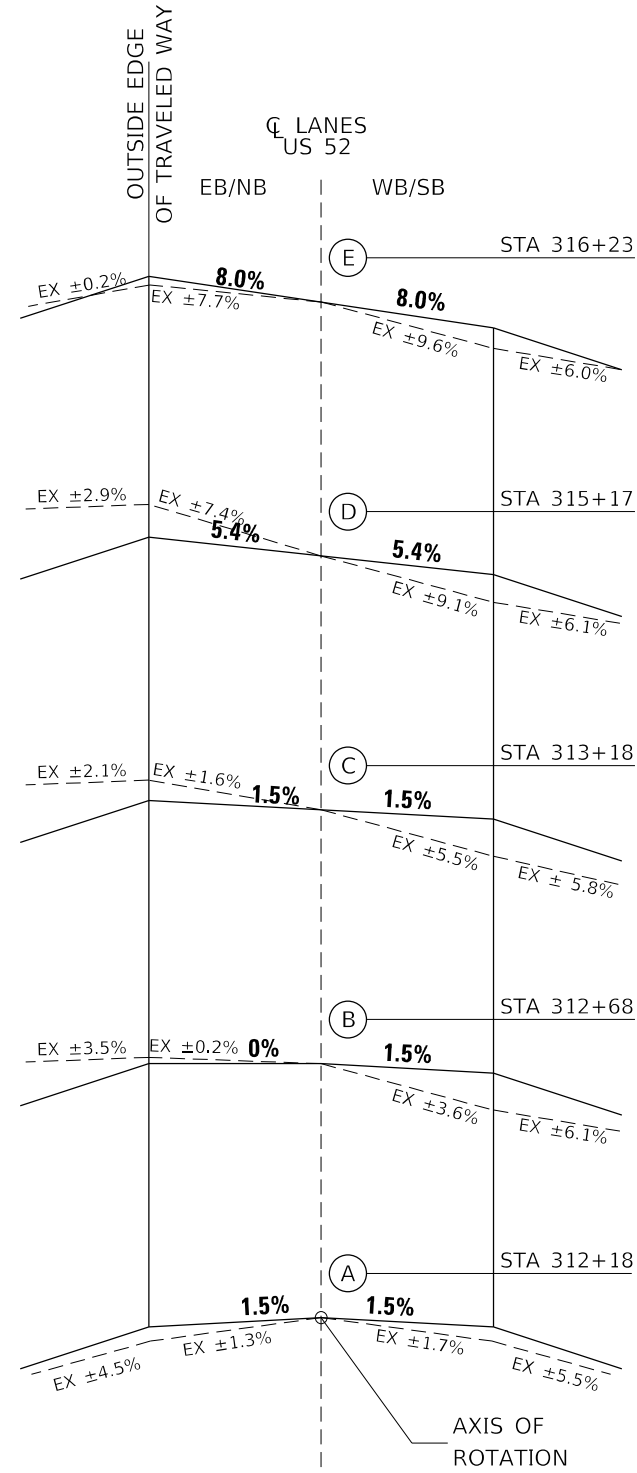 OUTSIDE EDGE
OF TRAVELED WAY
℄ LANES
US 52
EB/NB
WB/SB
E
STA 316+23
EX ±0.2%
8.0%
EX ±7.7%
8.0%
EX ±9.6%
EX ±6.0%
D
STA 315+17
EX ±2.9%
EX ±7.4%
5.4%
5.4%
EX ±9.1%
EX ±6.1%
C
STA 313+18
EX ±2.1%
EX ±1.6%
1.5%
1.5%
EX ±5.5%
EX ± 5.8%
B
STA 312+68
EX ±3.5%
EX ±0.2%
0%
1.5%
EX ±3.6%
EX ±6.1%
A
STA 312+18
1.5%
1.5%
EX ±4.5%
EX ±1.3%
EX ±1.7%
EX ±5.5%
AXIS OF
ROTATION